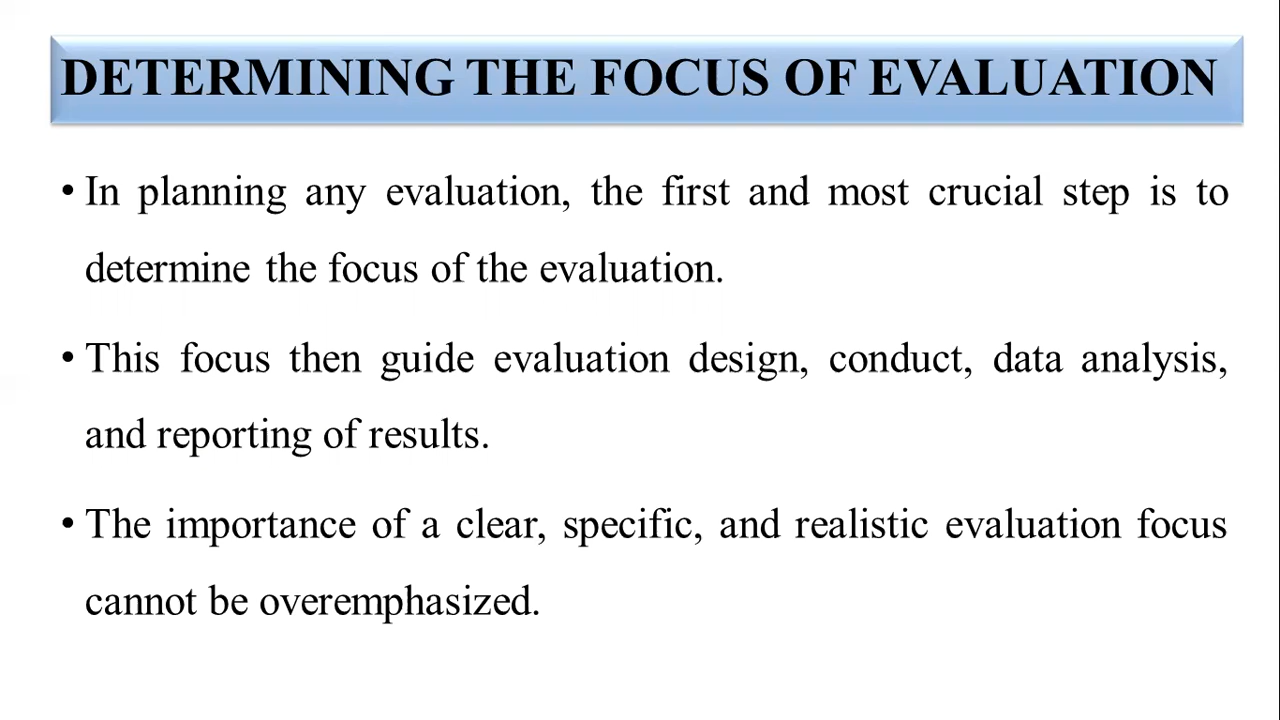 DETERMINING THE FOCUS OF EVALUATION
• In planning any evaluation, the first and most crucial step is to
determine the focus of the evaluation.
• This focus then guide evaluation design, conduct, data analysis,
and reporting of results.
• The importance of a clear, specific, and realistic evaluation focus
cannot be overemphasized.